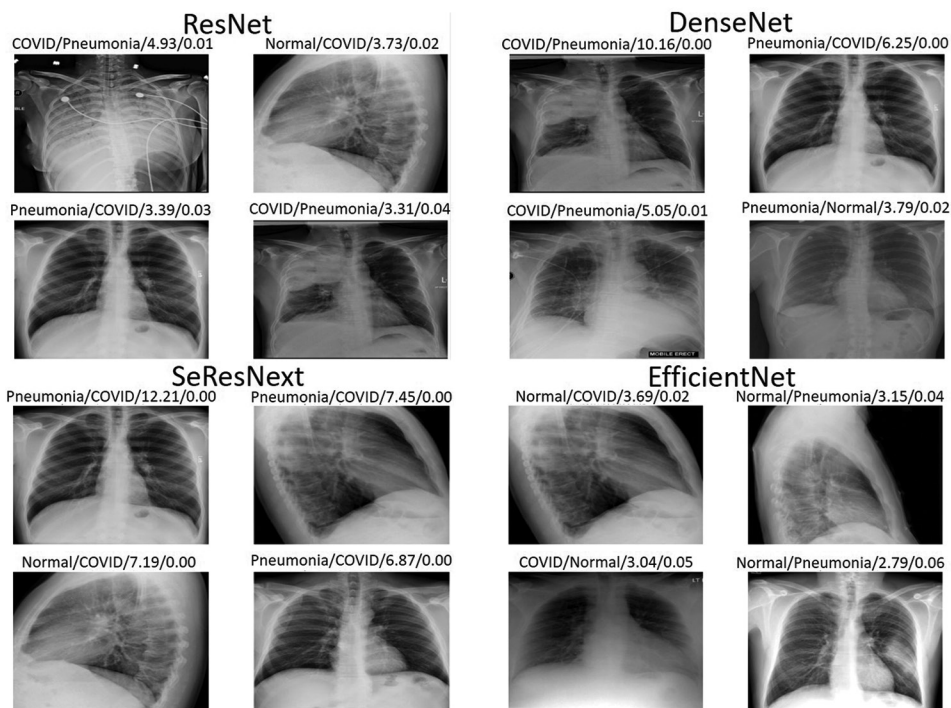 ResNet
COVID/Pneumonia/4.93/0.01
Normal/COVID/3.73/0.02
Pneumonia/COVID/3.39/0.03
COVID/Pneumonia/3.31/0.04
DenseNet
COVID/Pneumonia/10.16/0.00
Pneumonia/COVID/6.25/0.00
COVID/Pneumonia/5.05/0.01
Pneumonia/Normal/3.79/0.02
MOBILE ERECT
SeResNext
Pneumonia/COVID/12.21/0.00
Pneumonia/COVID/7.45/0.00
Normal/COVID/7.19/0.00
Pneumonia/COVID/6.87/0.00
EfficientNet
Normal/COVID/3.69/0.02
Normal/Pneumonia/3.15/0.04
COVID/Normal/3.04/0.05
Normal/Pneumonia/2.79/0.06